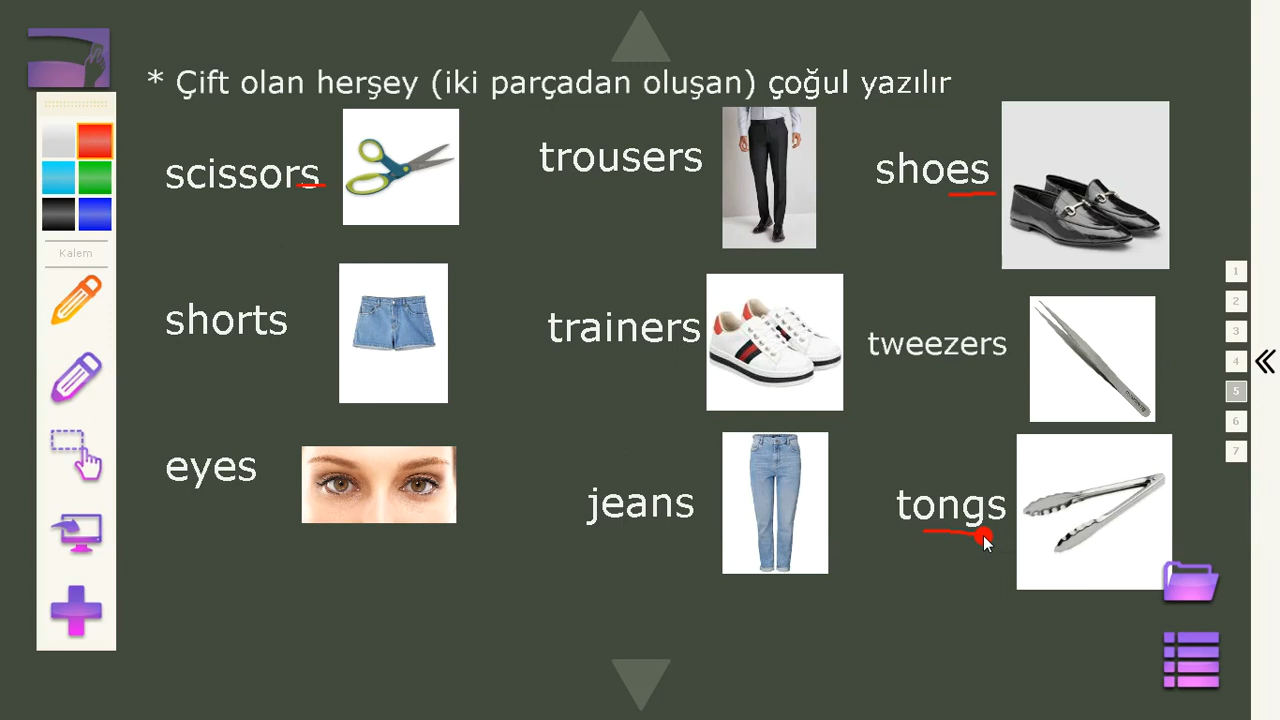 * Çift olan herşey (iki parçadan oluşan) çoğul yazılır
scissors
trousers
shoes
shorts
trainers
tweezers
eyes
jeans
tongs
Kalem
1
2
3
4
5
6
7